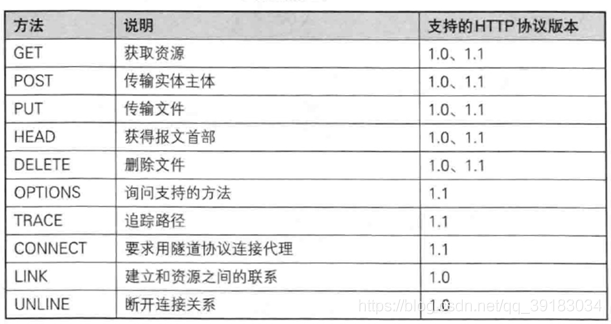 方法 说明 支持的HTTP协议版本
GET 获取资源 1.0、1.1
POST 传输实体主体 1.0、1.1
PUT 传输文件 1.0、1.1
HEAD 获得报文首部 1.0、1.1
DELETE 删除文件 1.0、1.1
OPTIONS 询问支持的方法 1.1
TRACE 追踪路径 1.1
CONNECT 要求用隧道协议连接代理 1.1
LINK 建立和资源之间的联系 1.0
UNLINE 断开连接关系 1.0
https://blog.csdn.net/qq_39183034